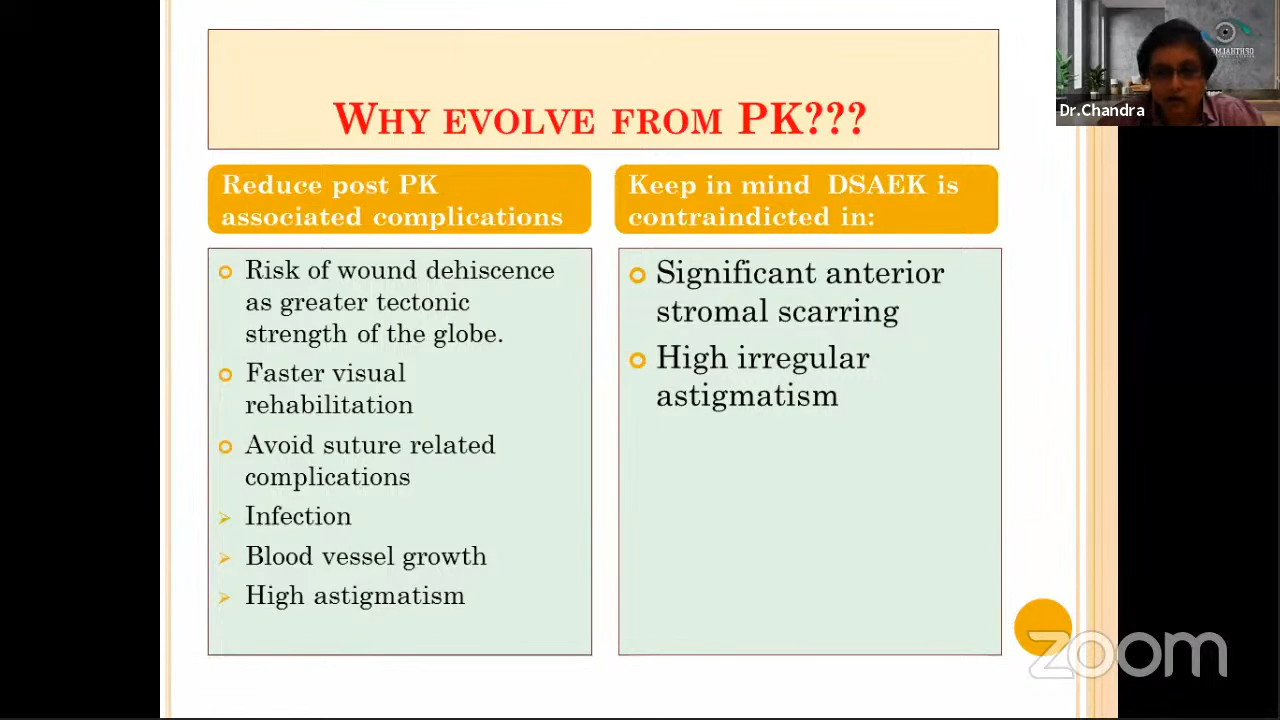 WHY EVOLVE FROM PK???
Reduce post PK
associated complications
Risk of wound dehiscence
as greater tectonic
strength of the globe.
Faster visual
rehabilitation
Avoid suture related
complications
Infection
Blood vessel growth
High astigmatism
Keep in mind DSAEK is
contraindicted in:
Significant anterior
stromal scarring
High irregular
astigmatism
Dr.Chandra
zoom